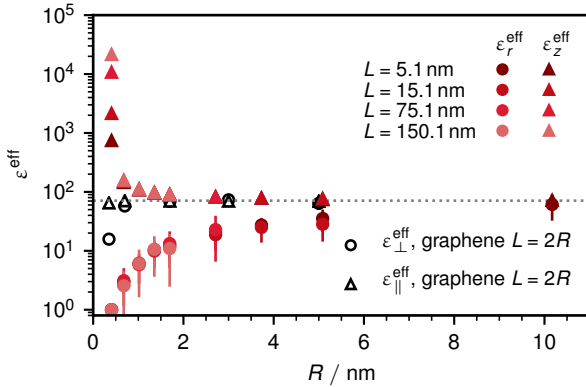 ε_r^eff ε_z^eff
L = 5.1 nm
L = 15.1 nm
L = 75.1 nm
L = 150.1 nm
ε_⊥^eff, graphene L = 2R
ε_∥^eff, graphene L = 2R
10^5
10^4
10^3
10^2
10^1
10^0
ε^eff
0 2 4 6 8 10
R / nm